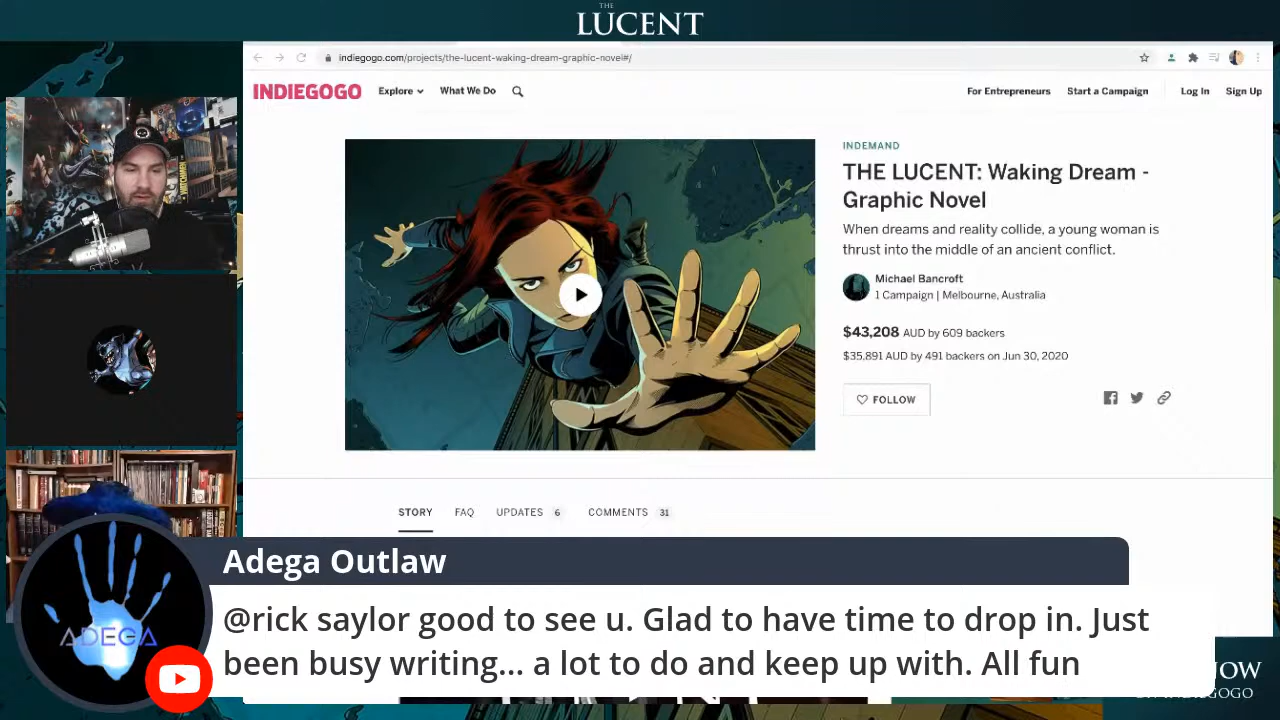 THE
LUCENT
indiegogo.com/projects/the-lucent-waking-dream-graphic-novel#/
INDIEGOGO Explore What We Do For Entrepreneurs Start a Campaign Log In Sign Up
INDEMAND
THE LUCENT: Waking Dream -
Graphic Novel
When dreams and reality collide, a young woman is
thrust into the middle of an ancient conflict.
Michael Bancroft
1 Campaign | Melbourne, Australia
$43,208 AUD by 609 backers
$35,891 AUD by 491 backers on Jun 30, 2020
FOLLOW
STORY FAQ UPDATES 6 COMMENTS 31
Adega Outlaw
@rick saylor good to see u. Glad to have time to drop in. Just
been busy writing... a lot to do and keep up with. All fun
ADEGA